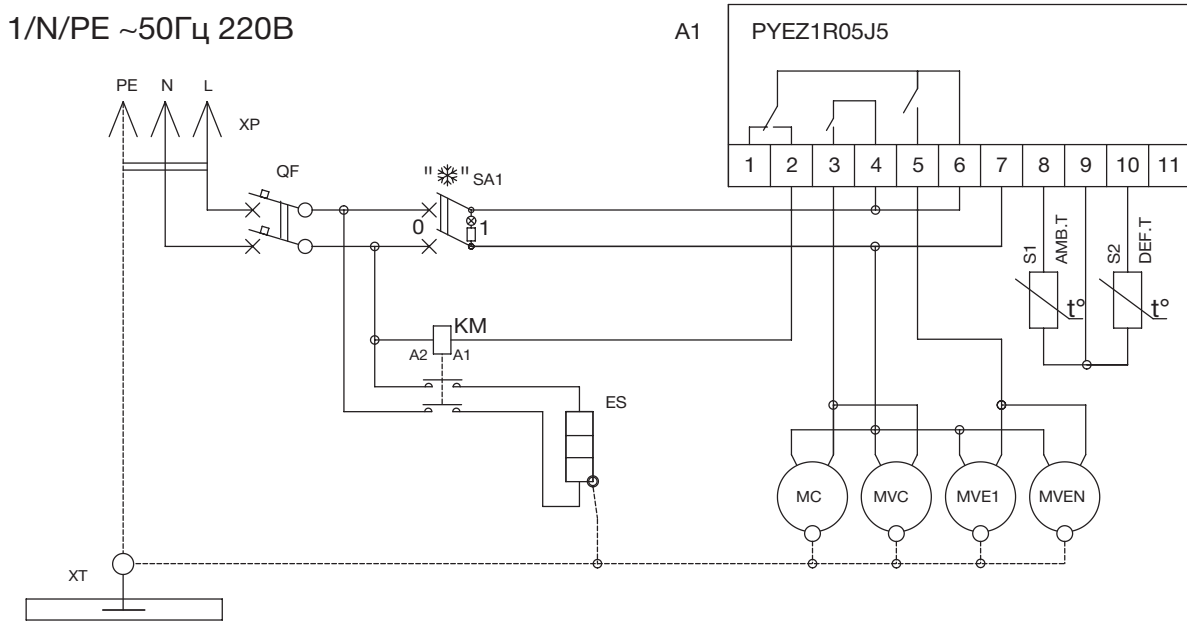 1/N/PE ~50Гц 220В
A1 PYEZ1R05J5
PE N L
XP
QF
"❄" SA1
0 1
1 2 3 4 5 6 7 8 9 10 11
S1 AMB.T S2 DEF.T
t° t°
KM
A2 A1
ES
MC MVC MVE1 MVEN
XT